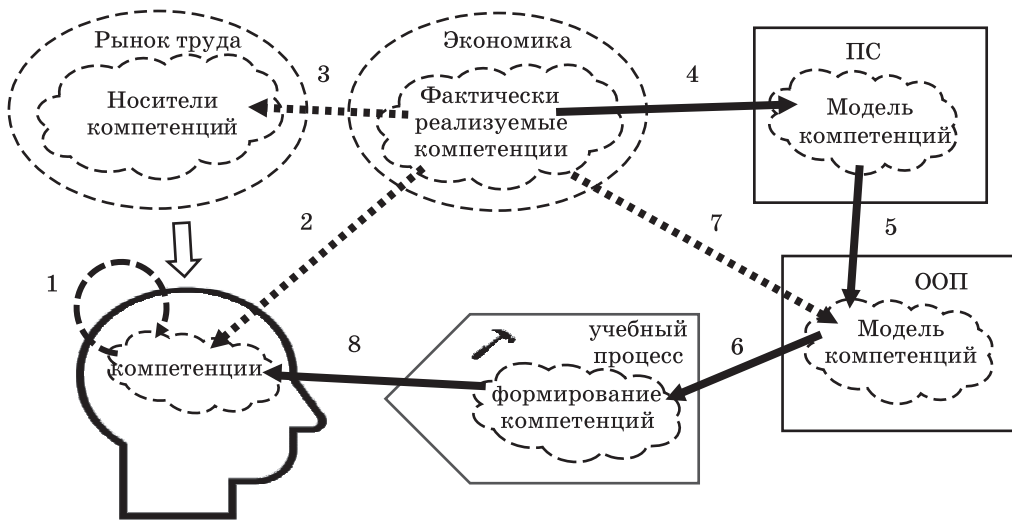 Рынок труда
Носители
компетенций
3
Экономика
Фактически
реализуемые
компетенции
4
ПС
Модель
компетенций
2
7
5
1
компетенции
8
учебный
процесс
формирование
компетенций
6
ООП
Модель
компетенций